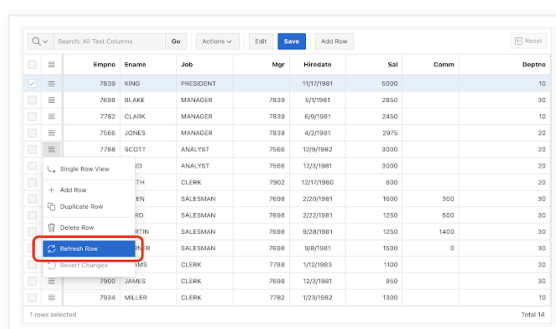 Search: All Text Columns Go Actions Edit Save Add Row Reset
Empno Ename Job Mgr Hiredate Sal Comm Deptno
7839 KING PRESIDENT 11/17/1981 5000 10
7698 BLAKE MANAGER 7839 5/1/1981 2850 30
7782 CLARK MANAGER 7839 6/9/1981 2450 10
7566 JONES MANAGER 7839 4/2/1981 2975 20
7788 SCOTT ANALYST 7566 12/9/1982 3000 20
Single Row View
ANALYST 7566 12/3/1981 3000 20
TH CLERK 7902 12/17/1980 800 20
Add Row
EN SALESMAN 7698 2/20/1981 1600 300 30
Duplicate Row
RD SALESMAN 7698 2/22/1981 1250 500 30
Delete Row
RTIN SALESMAN 7698 9/28/1981 1250 1400 30
Refresh Row
NER SALESMAN 7698 9/8/1981 1500 0 30
Revert Changes
MS CLERK 7788 1/12/1983 1100 20
7900 JAMES CLERK 7698 12/3/1981 950 30
7934 MILLER CLERK 7782 1/23/1982 1300 10
1 rows selected Total 14